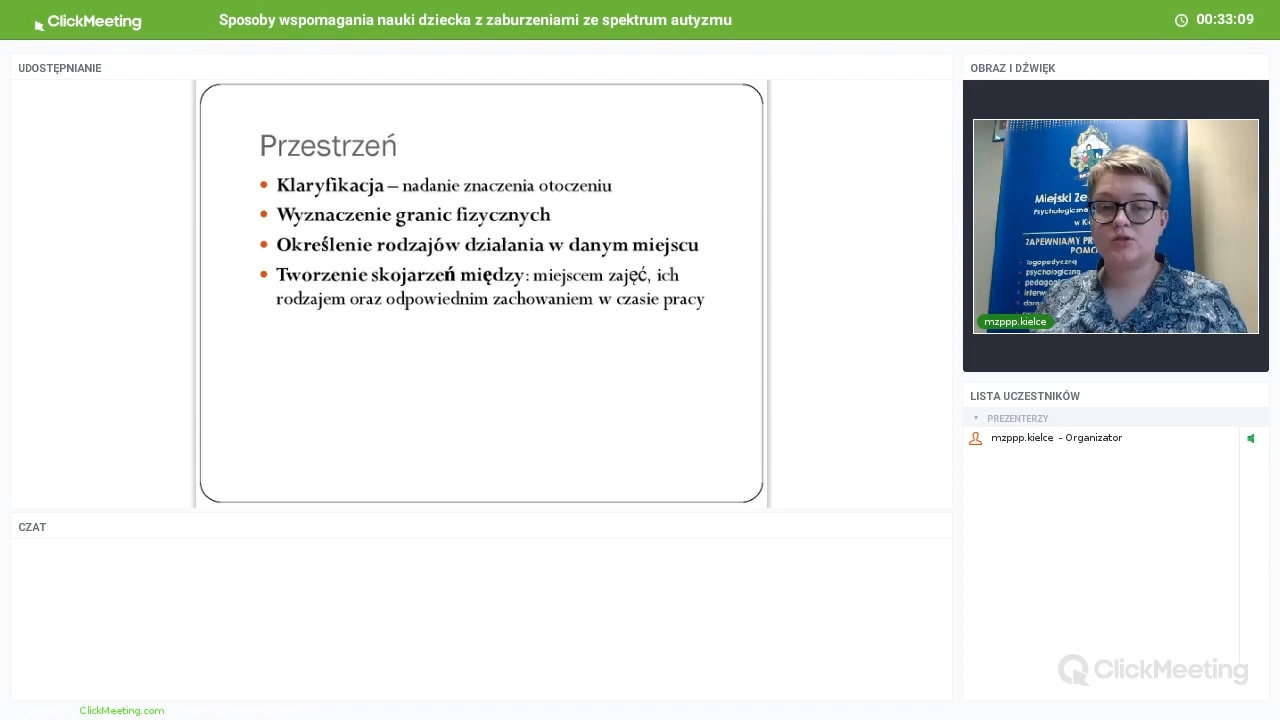 ClickMeeting
Sposoby wspomagania nauki dziecka z zaburzeniami ze spektrum autyzmu
00:33:09
UDOSTĘPNIANIE
Przestrzeń
• Klaryfikacja – nadanie znaczenia otoczeniu
• Wyznaczenie granic fizycznych
• Określenie rodzajów działania w danym miejscu
• Tworzenie skojarzeń między: miejscem zajęć, ich
rodzajem oraz odpowiednim zachowaniem w czasie pracy
CZAT
ClickMeeting.com
OBRAZ I DŹWIĘK
Miejski
Psychologiczno
w
ZAPEWNIAMY
logopedyczną
psychologiczną
mzppp.kielce
LISTA UCZESTNIKÓW
PREZENTERZY
mzppp.kielce - Organizator
ClickMeeting